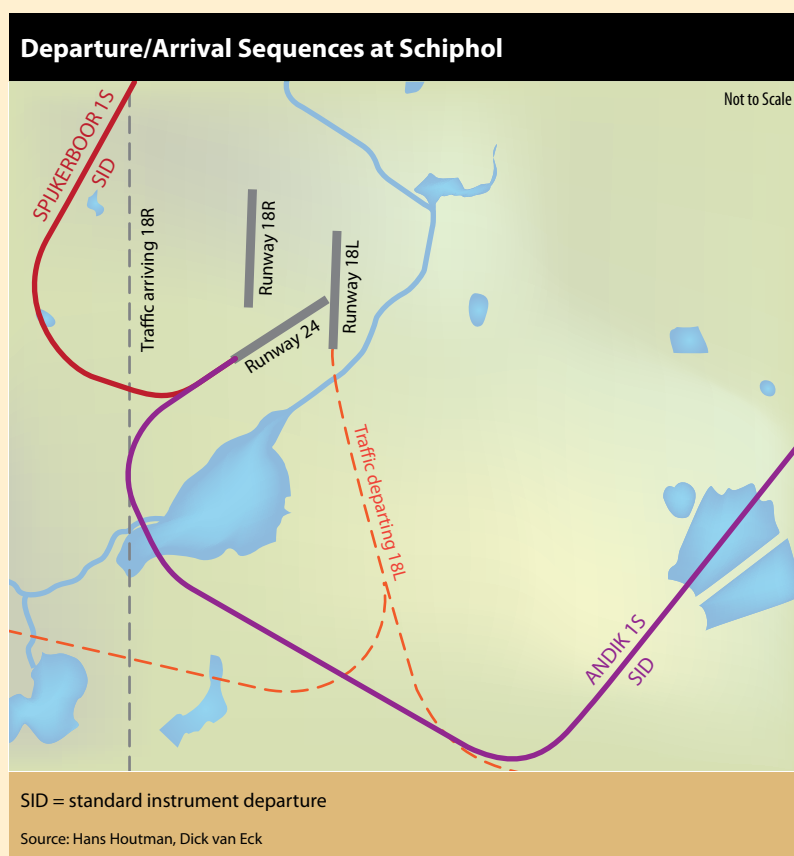 Departure/Arrival Sequences at Schiphol
Not to Scale
SPIJKERBOOR 1S
SID
Traffic arriving 18R
Runway 18R
Runway 18L
Runway 24
Traffic departing 18L
ANDIK 1S
SID
SID = standard instrument departure
Source: Hans Houtman, Dick van Eck